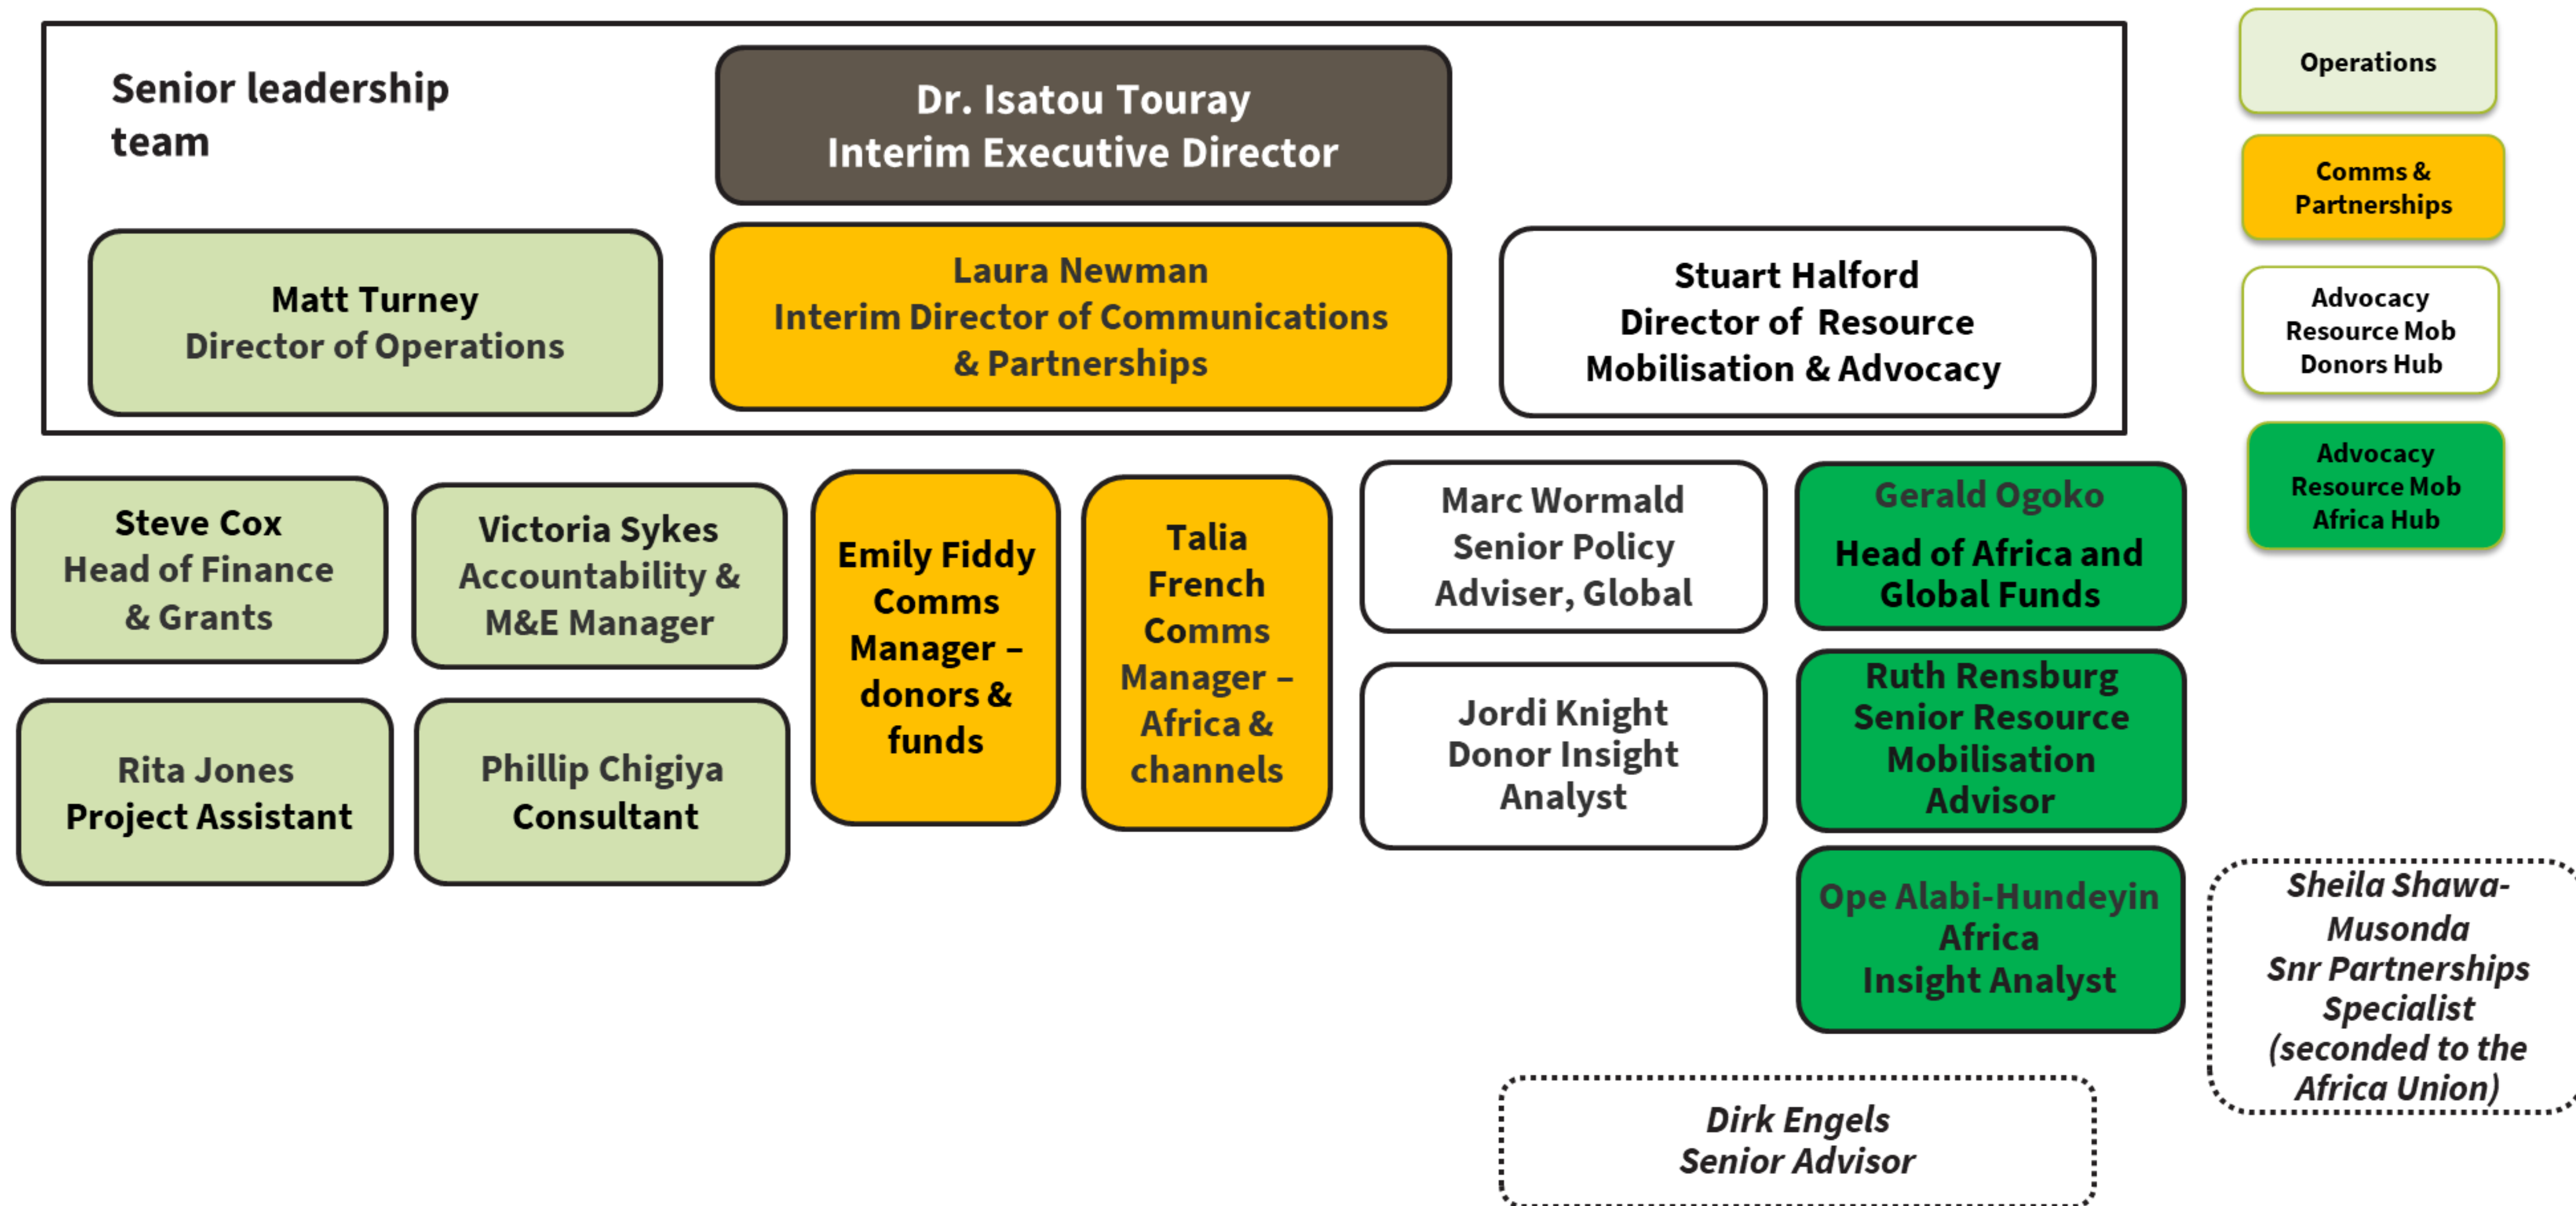 Senior leadership
team
Dr. Isatou Touray
Interim Executive Director
Matt Turney
Director of Operations
Laura Newman
Interim Director of Communications
& Partnerships
Stuart Halford
Director of Resource
Mobilisation & Advocacy
Operations
Comms &
Partnerships
Advocacy
Resource Mob
Donors Hub
Advocacy
Resource Mob
Africa Hub
Steve Cox
Head of Finance
& Grants
Victoria Sykes
Accountability &
M&E Manager
Rita Jones
Project Assistant
Phillip Chigiya
Consultant
Emily Fiddy
Comms
Manager –
donors &
funds
Talia
French
Comms
Manager –
Africa &
channels
Marc Wormald
Senior Policy
Adviser, Global
Jordi Knight
Donor Insight
Analyst
Gerald Ogoko
Head of Africa and
Global Funds
Ruth Rensburg
Senior Resource
Mobilisation
Advisor
Ope Alabi-Hundeyin
Africa
Insight Analyst
Sheila Shawa-
Musonda
Snr Partnerships
Specialist
(seconded to the
Africa Union)
Dirk Engels
Senior Advisor